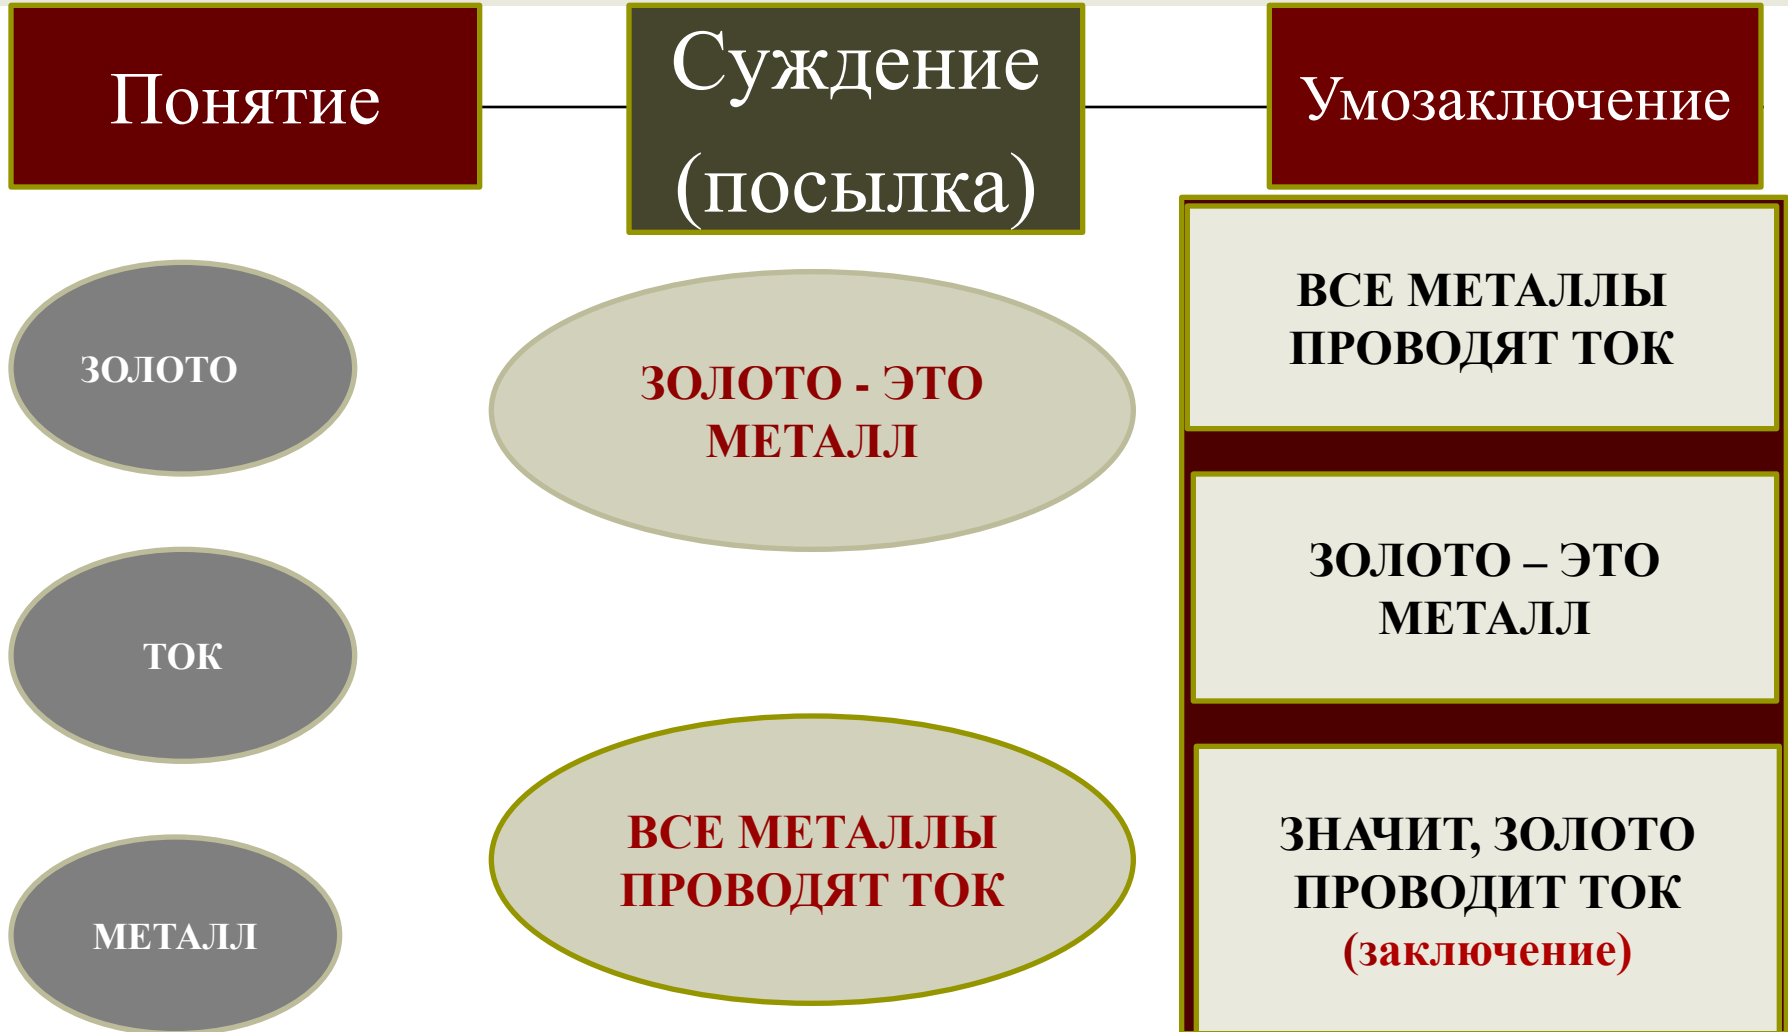 Понятие
Суждение
(посылка)
Умозаключение
ЗОЛОТО
ТОК
МЕТАЛЛ
ЗОЛОТО - ЭТО
МЕТАЛЛ
ВСЕ МЕТАЛЛЫ
ПРОВОДЯТ ТОК
ВСЕ МЕТАЛЛЫ
ПРОВОДЯТ ТОК
ЗОЛОТО – ЭТО
МЕТАЛЛ
ЗНАЧИТ, ЗОЛОТО
ПРОВОДИТ ТОК
(заключение)